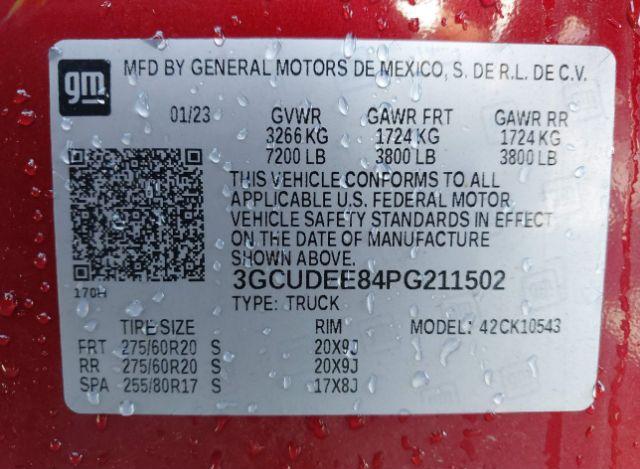 gm MFD BY GENERAL MOTORS DE MEXICO, S. DE R.L. DE C.V.
01/23 GVWR GAWR FRT GAWR RR
3266 KG 1724 KG 1724 KG
7200 LB 3800 LB 3800 LB
THIS VEHICLE CONFORMS TO ALL
APPLICABLE U.S. FEDERAL MOTOR
VEHICLE SAFETY STANDARDS IN EFFECT
ON THE DATE OF MANUFACTURE
SHOWN ABOVE.
3GCUDEE84PG211502
170H
TYPE: TRUCK
TIRE SIZE RIM MODEL: 42CK10543
FRT 275/60R20 S 20X9J
RR 275/60R20 S 20X9J
SPA 255/80R17 S 17X8J